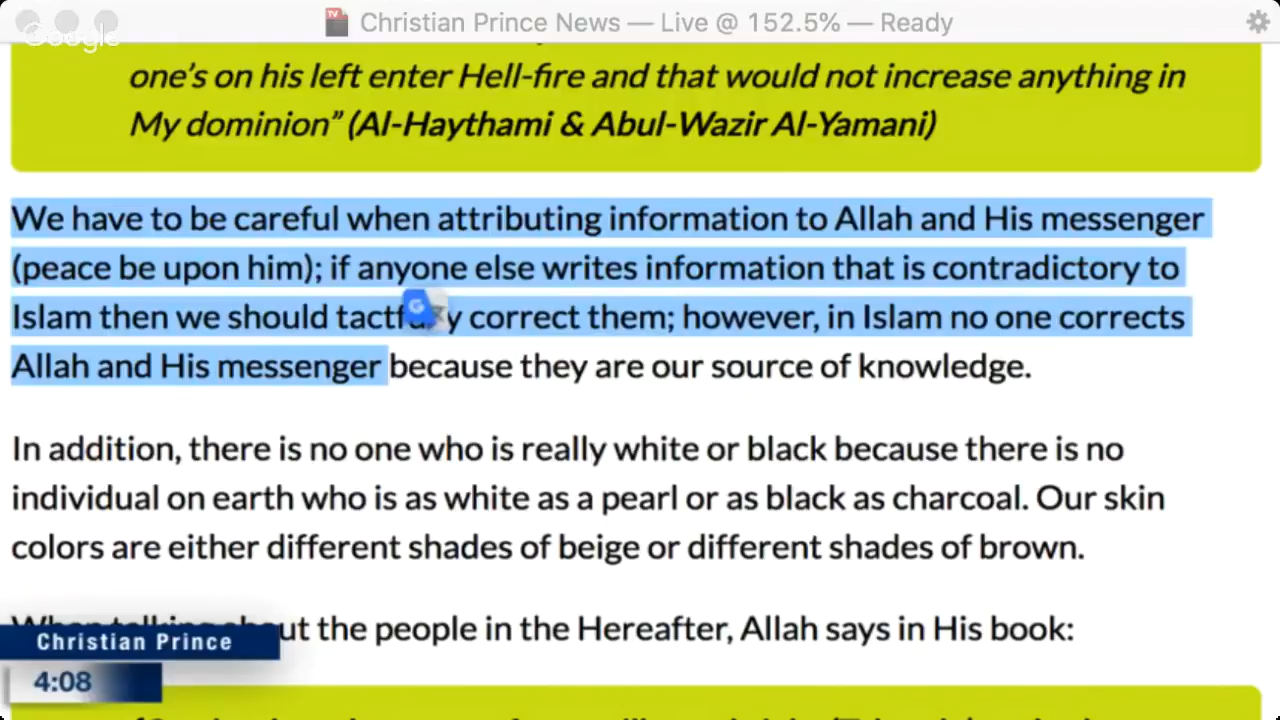 Christian Prince News — Live @ 152.5% — Ready
Google
one's on his left enter Hell-fire and that would not increase anything in
My dominion" (Al-Haythami & Abul-Wazir Al-Yamani)
We have to be careful when attributing information to Allah and His messenger
(peace be upon him); if anyone else writes information that is contradictory to
Islam then we should tactfully correct them; however, in Islam no one corrects
Allah and His messenger because they are our source of knowledge.
In addition, there is no one who is really white or black because there is no
individual on earth who is as white as a pearl or as black as charcoal. Our skin
colors are either different shades of beige or different shades of brown.
When talking about the people in the Hereafter, Allah says in His book:
Christian Prince
4:08